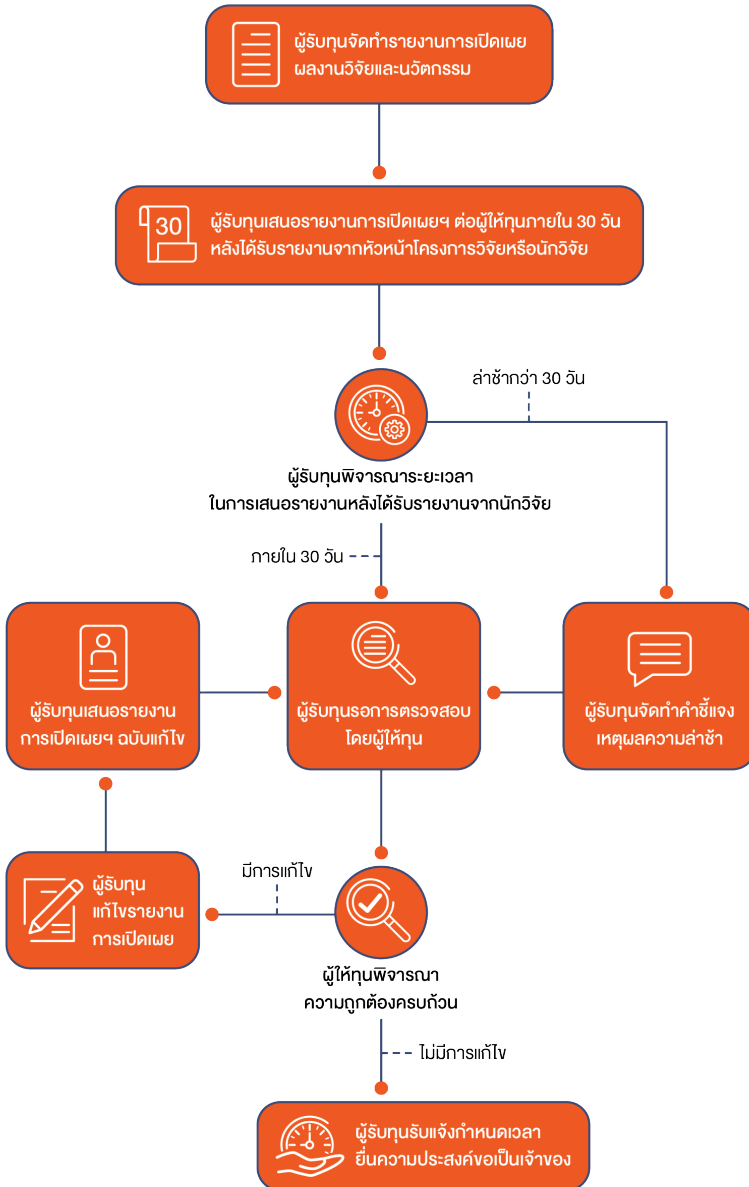 ผู้รับทุนจัดทำรายงานการเปิดเผย
ผลงานวิจัยและนวัตกรรม
30
ผู้รับทุนเสนอรายงานการเปิดเผยฯ ต่อผู้ให้ทุนภายใน 30 วัน
หลังได้รับรายงานจากหัวหน้าโครงการวิจัยหรือนักวิจัย
ล่าช้ากว่า 30 วัน
ผู้รับทุนพิจารณาระยะเวลา
ในการเสนอรายงานหลังได้รับรายงานจากนักวิจัย
ภายใน 30 วัน
ผู้รับทุนเสนอรายงาน
การเปิดเผยฯ ฉบับแก้ไข
ผู้รับทุนรอการตรวจสอบ
โดยผู้ให้ทุน
ผู้รับทุนจัดทำคำชี้แจง
เหตุผลความล่าช้า
มีการแก้ไข
ผู้รับทุน
แก้ไขรายงาน
การเปิดเผย
ผู้ให้ทุนพิจารณา
ความถูกต้องครบถ้วน
ไม่มีการแก้ไข
ผู้รับทุนรับแจ้งกำหนดเวลา
ยื่นความประสงค์ขอเป็นเจ้าของ